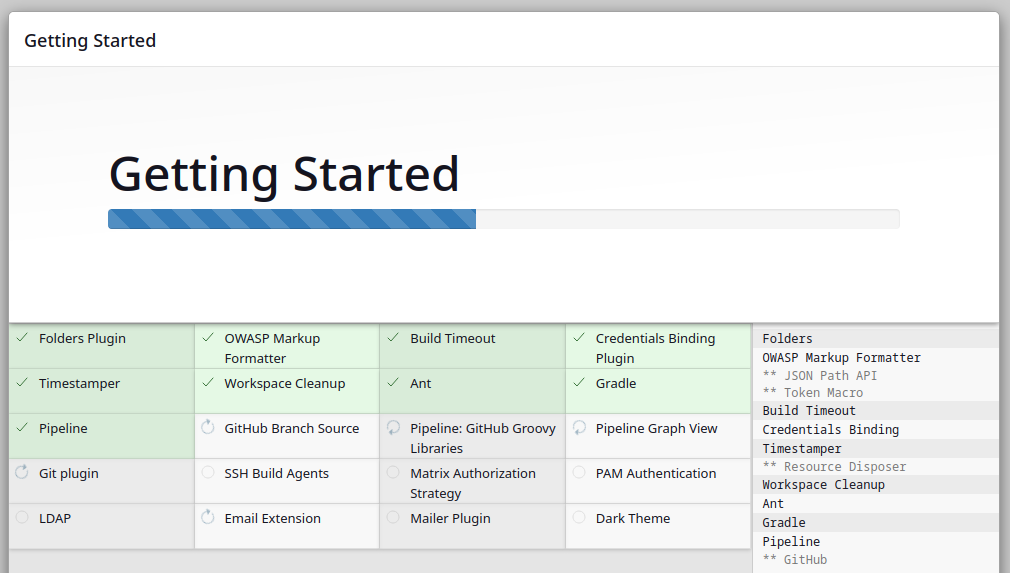 Getting Started
Getting Started
Folders Plugin
OWASP Markup
Formatter
Build Timeout
Credentials Binding
Plugin
Timestamper
Workspace Cleanup
Ant
Gradle
Pipeline
GitHub Branch Source
Pipeline: GitHub Groovy
Libraries
Pipeline Graph View
Git plugin
SSH Build Agents
Matrix Authorization
Strategy
PAM Authentication
LDAP
Email Extension
Mailer Plugin
Dark Theme
Folders
OWASP Markup Formatter
** JSON Path API
** Token Macro
Build Timeout
Credentials Binding
Timestamper
** Resource Disposer
Workspace Cleanup
Ant
Gradle
Pipeline
** GitHub